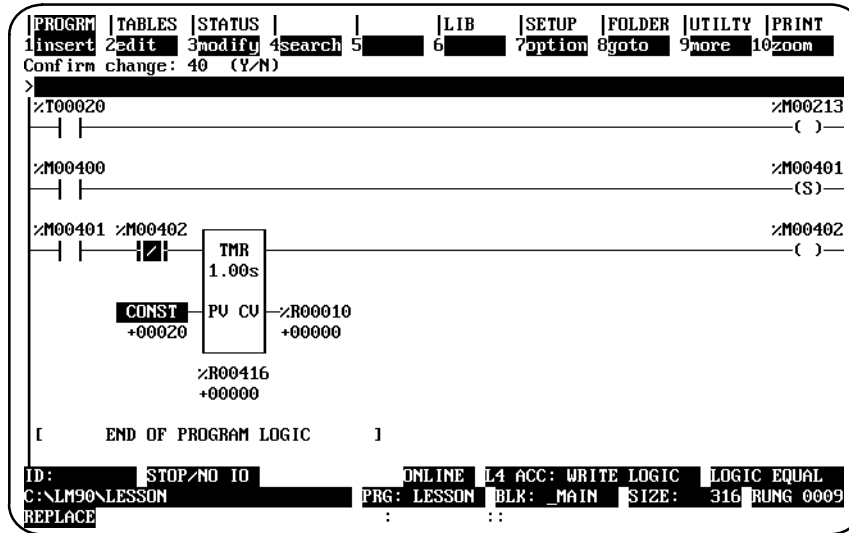 |PROGRM |TABLES |STATUS | | |LIB |SETUP |FOLDER |UTILTY |PRINT
1insert 2edit 3modify 4search 5 6 7option 8goto 9more 10zoom
Confirm change: 40 (Y/N)
>
%T00020 %M00213
( )
%M00400 %M00401
(S)
%M00401 %M00402 %M00402
/ TMR ( )
1.00s
CONST PV CV %R00010
+00020 +00000
%R00416
+00000
[ END OF PROGRAM LOGIC ]
ID: STOP/NO IO ONLINE L4 ACC: WRITE LOGIC LOGIC EQUAL
C:\LM90\LESSON PRG: LESSON BLK: _MAIN SIZE: 316 RUNG 0009
REPLACE : ::